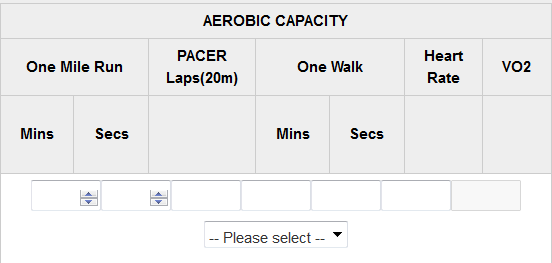 AEROBIC CAPACITY
One Mile Run
PACER
Laps(20m)
One Walk
Heart
Rate
VO2
Mins
Secs
Mins
Secs
-- Please select --